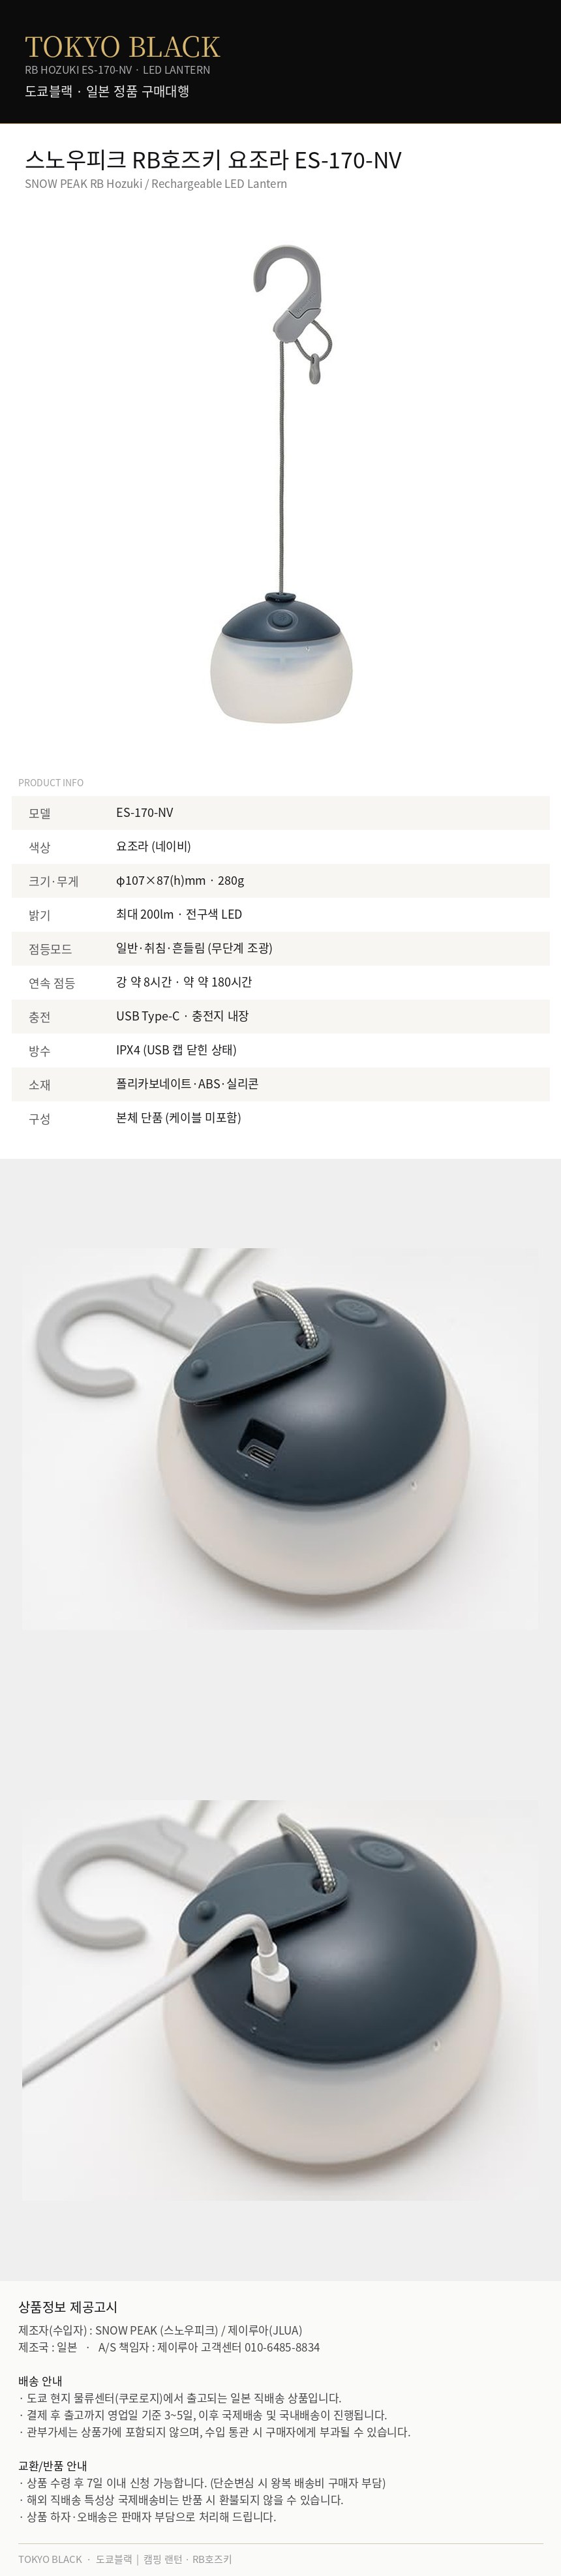 TOKYO BLACK
RB HOZUKI ES-170-NV · LED LANTERN
도쿄블랙 · 일본 정품 구매대행
스노우피크 RB호즈키 요조라 ES-170-NV
SNOW PEAK RB Hozuki / Rechargeable LED Lantern
PRODUCT INFO
모델 ES-170-NV
색상 요조라 (네이비)
크기·무게 φ107×87(h)mm · 280g
밝기 최대 200lm · 전구색 LED
점등모드 일반·취침·흔들림 (무단계 조광)
연속 점등 강 약 8시간 · 약 약 180시간
충전 USB Type-C · 충전지 내장
방수 IPX4 (USB 캡 닫힌 상태)
소재 폴리카보네이트·ABS·실리콘
구성 본체 단품 (케이블 미포함)
상품정보 제공고시
제조자(수입자) : SNOW PEAK (스노우피크) / 제이루아(JLUA)
제조국 : 일본 · A/S 책임자 : 제이루아 고객센터 010-6485-8834
배송 안내
· 도쿄 현지 물류센터(쿠로로지)에서 출고되는 일본 직배송 상품입니다.
· 결제 후 출고까지 영업일 기준 3~5일, 이후 국제배송 및 국내배송이 진행됩니다.
· 관부가세는 상품가에 포함되지 않으며, 수입 통관 시 구매자에게 부과될 수 있습니다.
교환/반품 안내
· 상품 수령 후 7일 이내 신청 가능합니다. (단순변심 시 왕복 배송비 구매자 부담)
· 해외 직배송 특성상 국제배송비는 반품 시 환불되지 않을 수 있습니다.
· 상품 하자·오배송은 판매자 부담으로 처리해 드립니다.
TOKYO BLACK · 도쿄블랙 | 캠핑 랜턴 · RB호즈키